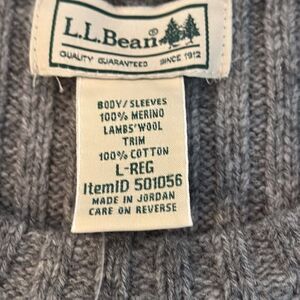 L.L.Bean
QUALITY GUARANTEED SINCE 1912
BODY/SLEEVES
100% MERINO
LAMBS'WOOL
TRIM
100% COTTON
L-REG
ItemID 501056
MADE IN JORDAN
CARE ON REVERSE